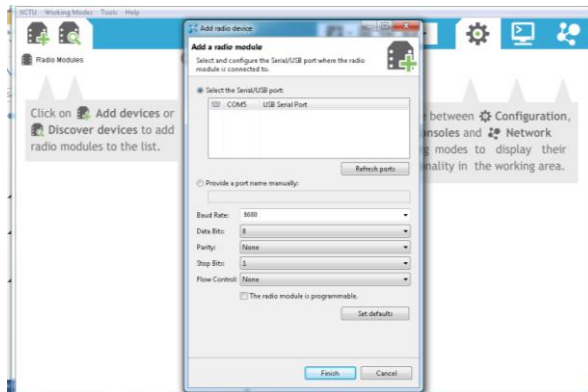 XCTU Working Modes Tools Help
Radio Modules
Click on Add devices or
Discover devices to add
radio modules to the list.
Add radio device
Add a radio module
Select and configure the Serial/USB port where the radio
module is connected to.
Select the Serial/USB port:
COM5 USB Serial Port
Refresh ports
Provide a port name manually:
Baud Rate: 9600
Data Bits: 8
Parity: None
Stop Bits: 1
Flow Control: None
The radio module is programmable.
Set defaults
Finish Cancel
between Configuration,
onsoles and Network
modes to display their
nality in the working area.